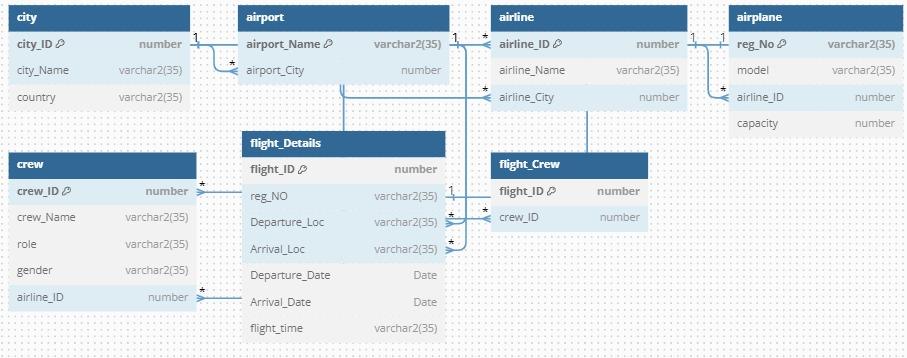 city
city_ID number
city_Name varchar2(35)
country varchar2(35)
airport
airport_Name varchar2(35)
airport_City number
airline
airline_ID number
airline_Name varchar2(35)
airline_City number
airplane
reg_No varchar2(35)
model varchar2(35)
airline_ID number
capacity number
crew
crew_ID number
crew_Name varchar2(35)
role varchar2(35)
gender varchar2(35)
airline_ID number
flight_Details
flight_ID number
reg_NO varchar2(35)
Departure_Loc varchar2(35)
Arrival_Loc varchar2(35)
Departure_Date Date
Arrival_Date Date
flight_time varchar2(35)
flight_Crew
flight_ID number
crew_ID number
1
*
1
*
*
1
1
*
*
*
1
*
*
*